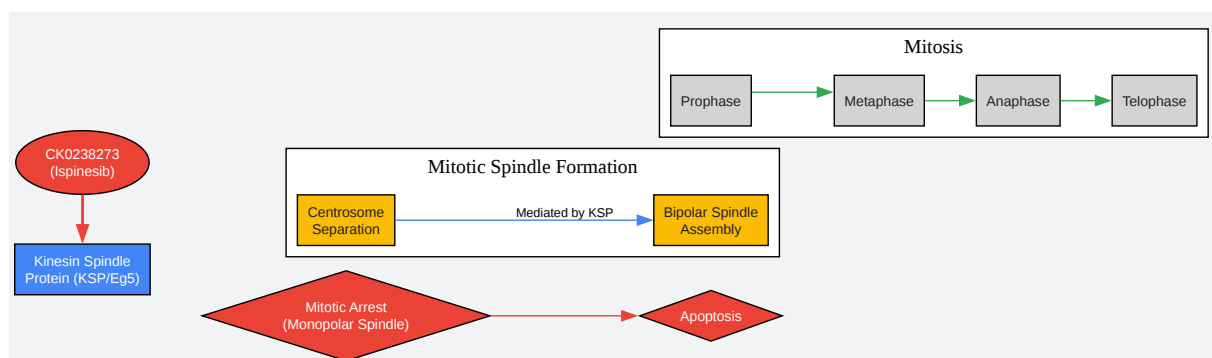 Mitosis
Prophase
Metaphase
Anaphase
Telophase
CK0238273
(Ispinesib)
Kinesin Spindle
Protein (KSP/Eg5)
Mitotic Spindle Formation
Centrosome
Separation
Mediated by KSP
Bipolar Spindle
Assembly
Mitotic Arrest
(Monopolar Spindle)
Apoptosis